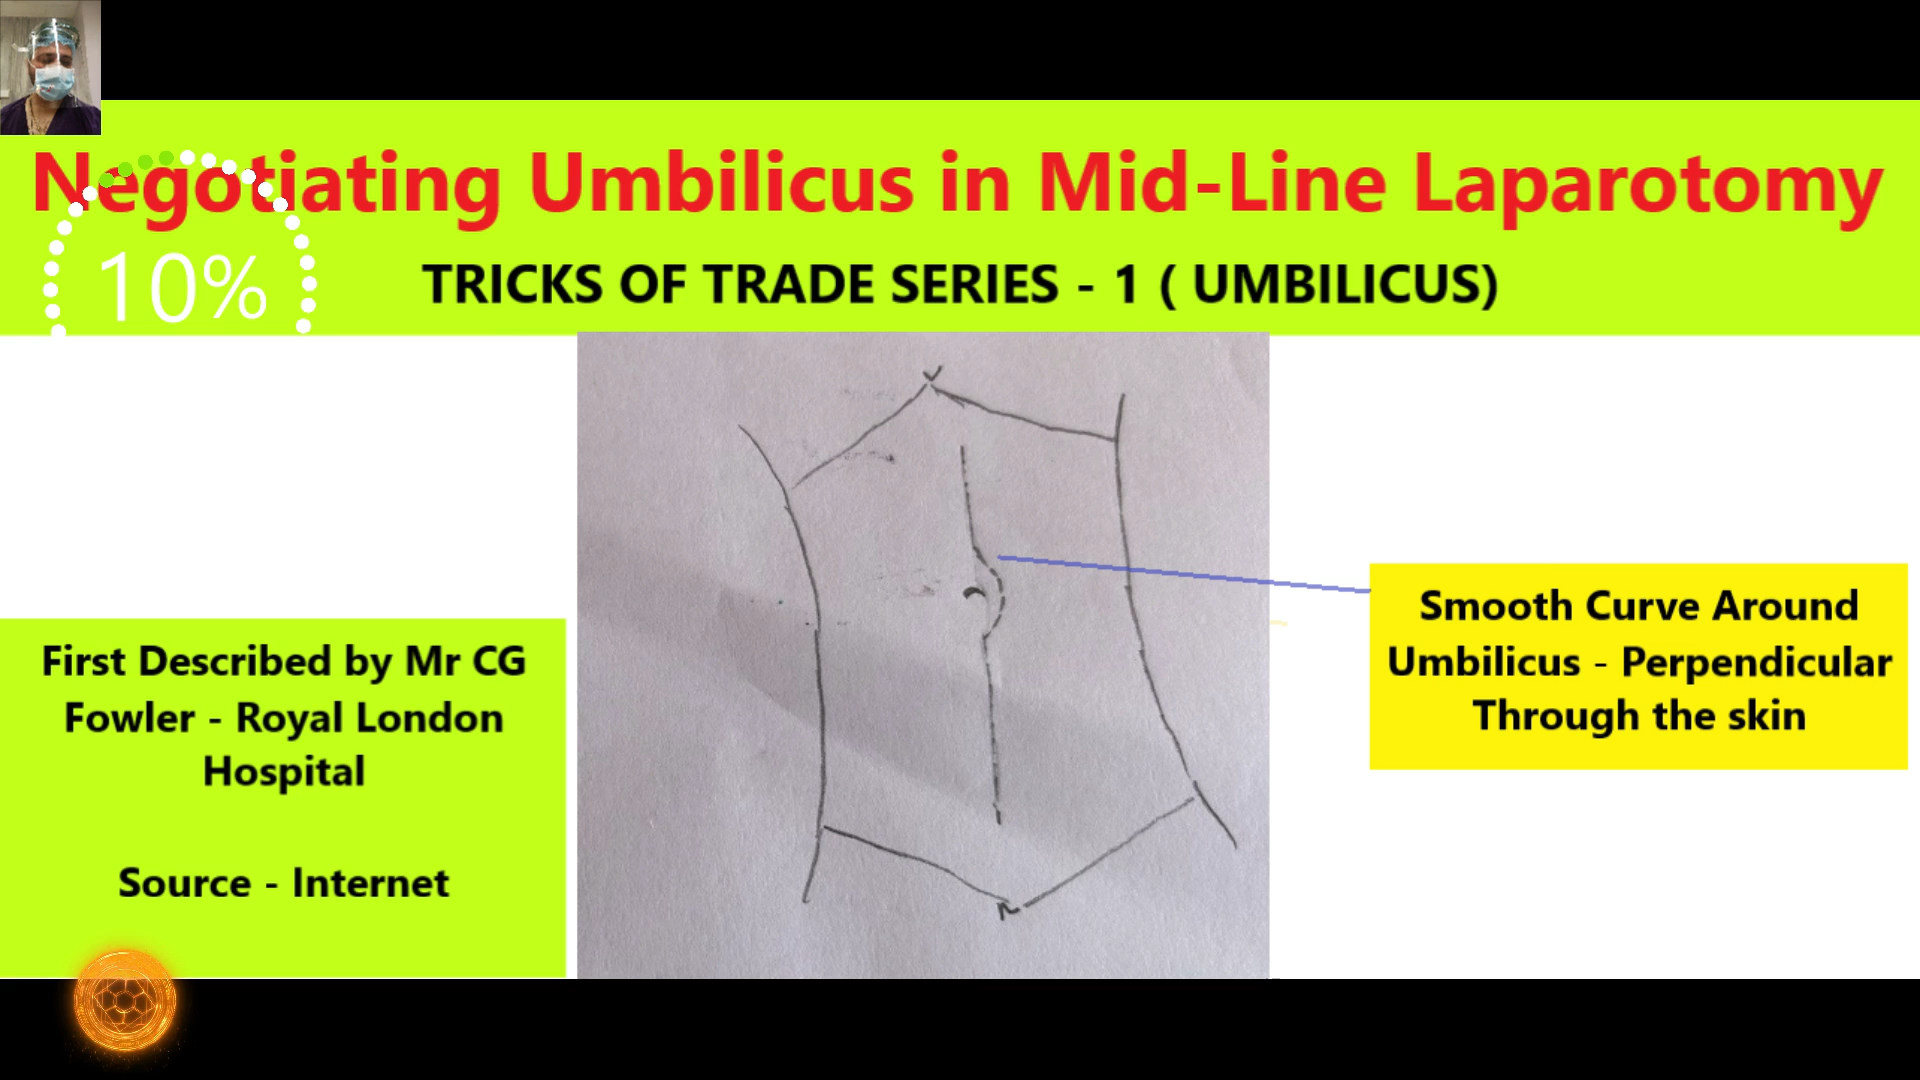 Negotiating Umbilicus in Mid-Line Laparotomy
10%
TRICKS OF TRADE SERIES - 1 ( UMBILICUS)
First Described by Mr CG
Fowler - Royal London
Hospital
Source - Internet
Smooth Curve Around
Umbilicus - Perpendicular
Through the skin